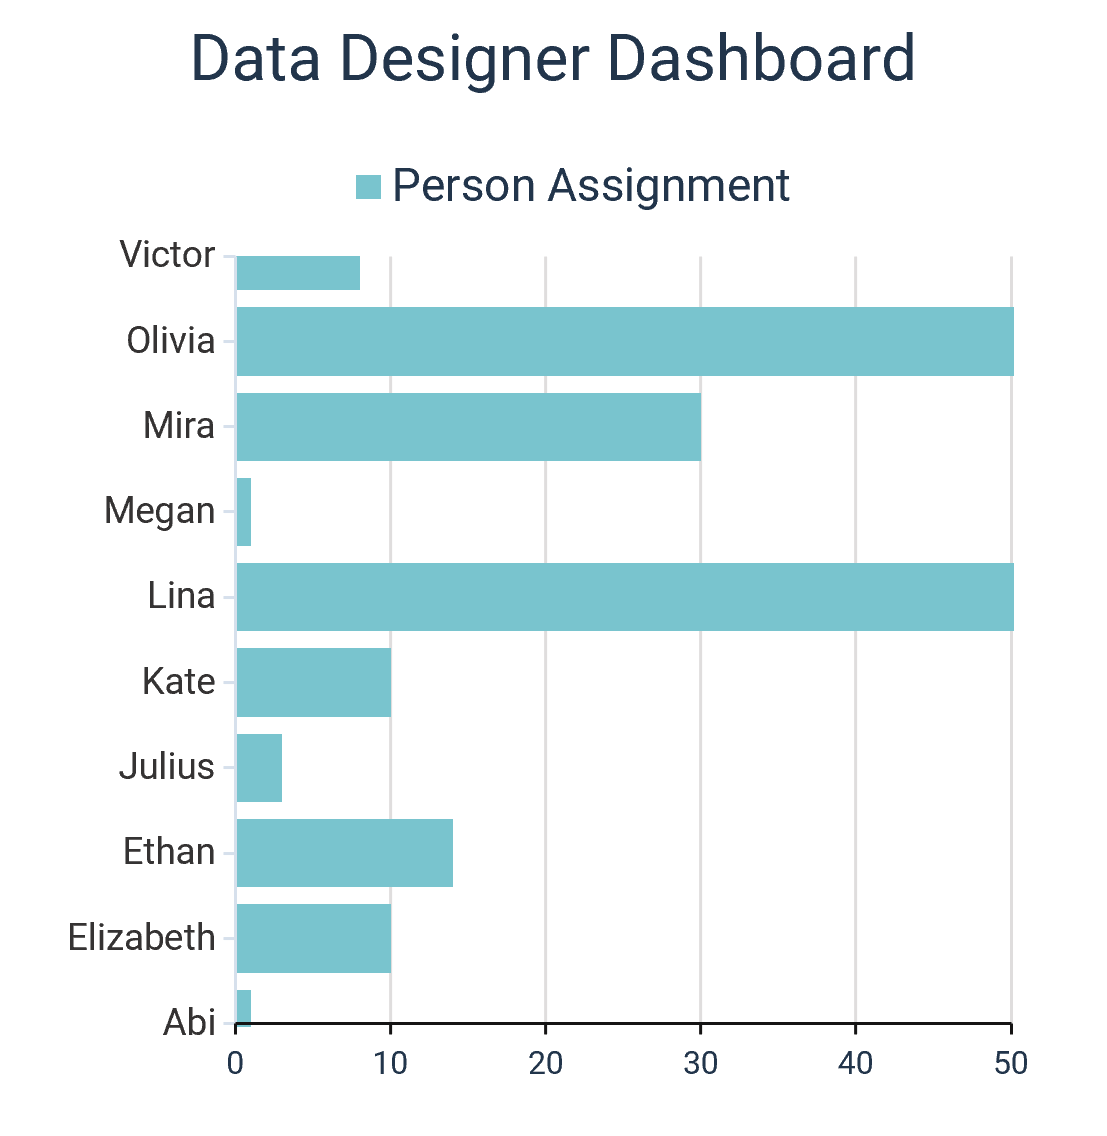 Data Designer Dashboard
Person Assignment
Victor
Olivia
Mira
Megan
Lina
Kate
Julius
Ethan
Elizabeth
Abi
0 10 20 30 40 50